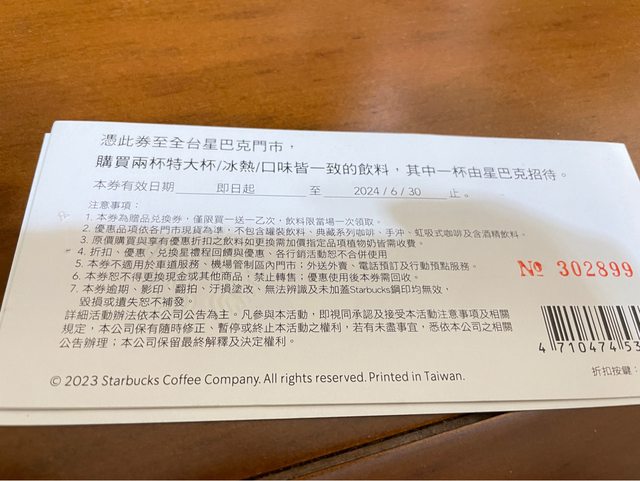 憑此券至全台星巴克門市，
購買兩杯特大杯/冰熱/口味皆一致的飲料，其中一杯由星巴克招待。
本券有效日期 即日起 至 2024 / 6 / 30 止。
注意事項：
1. 本券為贈品兌換券，僅限買一送一乙次，飲料限當場一次領取。
2. 優惠品項依各門市現貨為準，不包含罐裝飲料、典藏系列咖啡、手沖、虹吸式咖啡及含酒精飲料。
3. 原價購買與享有優惠折扣之飲料如更換需加價指定品項植物奶皆需收費。
4. 折扣、優惠、兌換星禮程回饋與優惠、各行銷活動恕不合併使用
5. 本券不適用於車道服務、機場管制區內門市；外送外賣、電話預訂及行動預點服務。
6. 本券恕不得更換現金或其他商品，禁止轉售；優惠使用後本券需回收。
7. 本券逾期、影印、翻拍、汙損塗改、無法辨識及未加蓋Starbucks鋼印均無效，
毀損或遺失恕不補發。
詳細活動辦法依本公司公告為主。凡參與本活動，即視同承認及接受本活動注意事項及相關
規定，本公司保有隨時修正、暫停或終止本活動之權利，若有未盡事宜，悉依本公司之相關
公告辦理；本公司保留最終解釋及決定權利。
№ 302899
4 710474 53
折扣按鍵：
© 2023 Starbucks Coffee Company. All rights reserved. Printed in Taiwan.